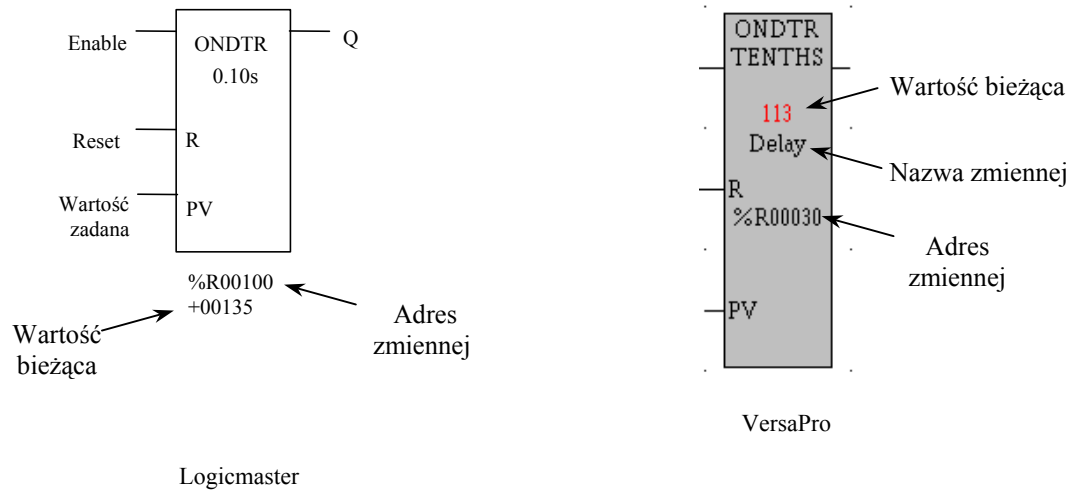 Enable
ONDTR
0.10s
Q
Reset
R
Wartość
zadana
PV
%R00100
+00135
Wartość
bieżąca
Adres
zmiennej
Logicmaster
ONDTR
TENTHS
113
Delay
R
%R00030
PV
Wartość bieżąca
Nazwa zmiennej
Adres
zmiennej
VersaPro